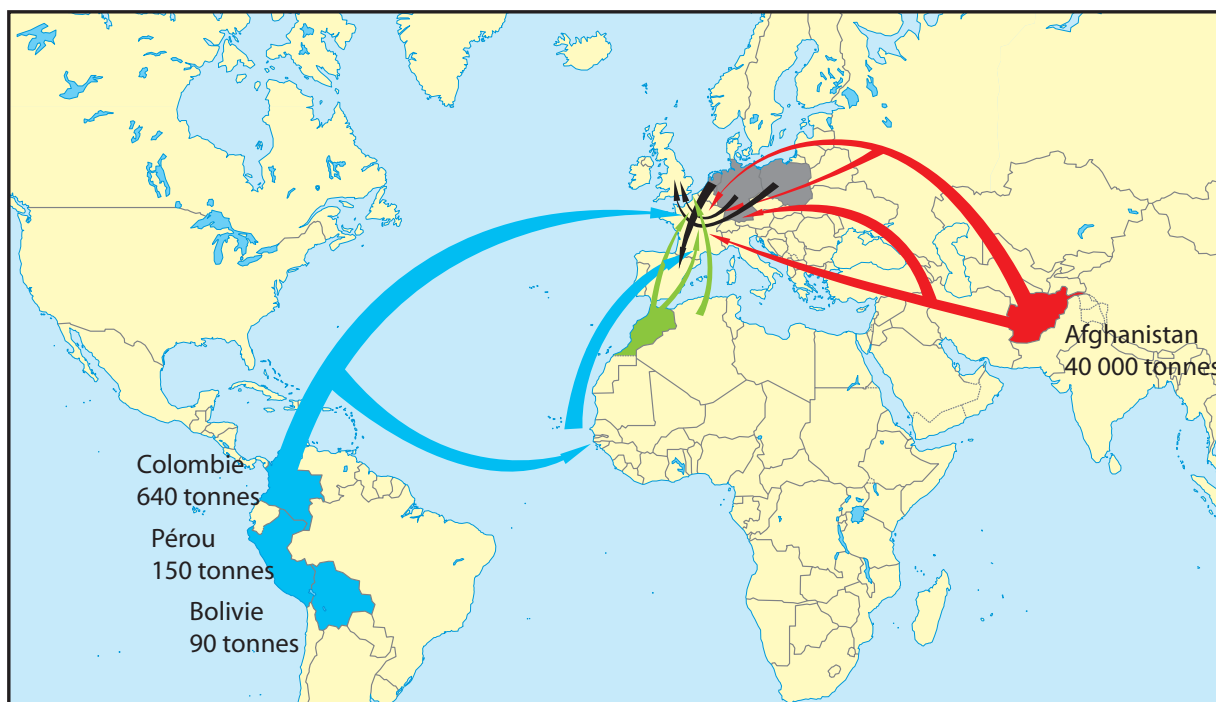 Afghanistan
40 000 tonnes
Colombie
640 tonnes
Pérou
150 tonnes
Bolivie
90 tonnes